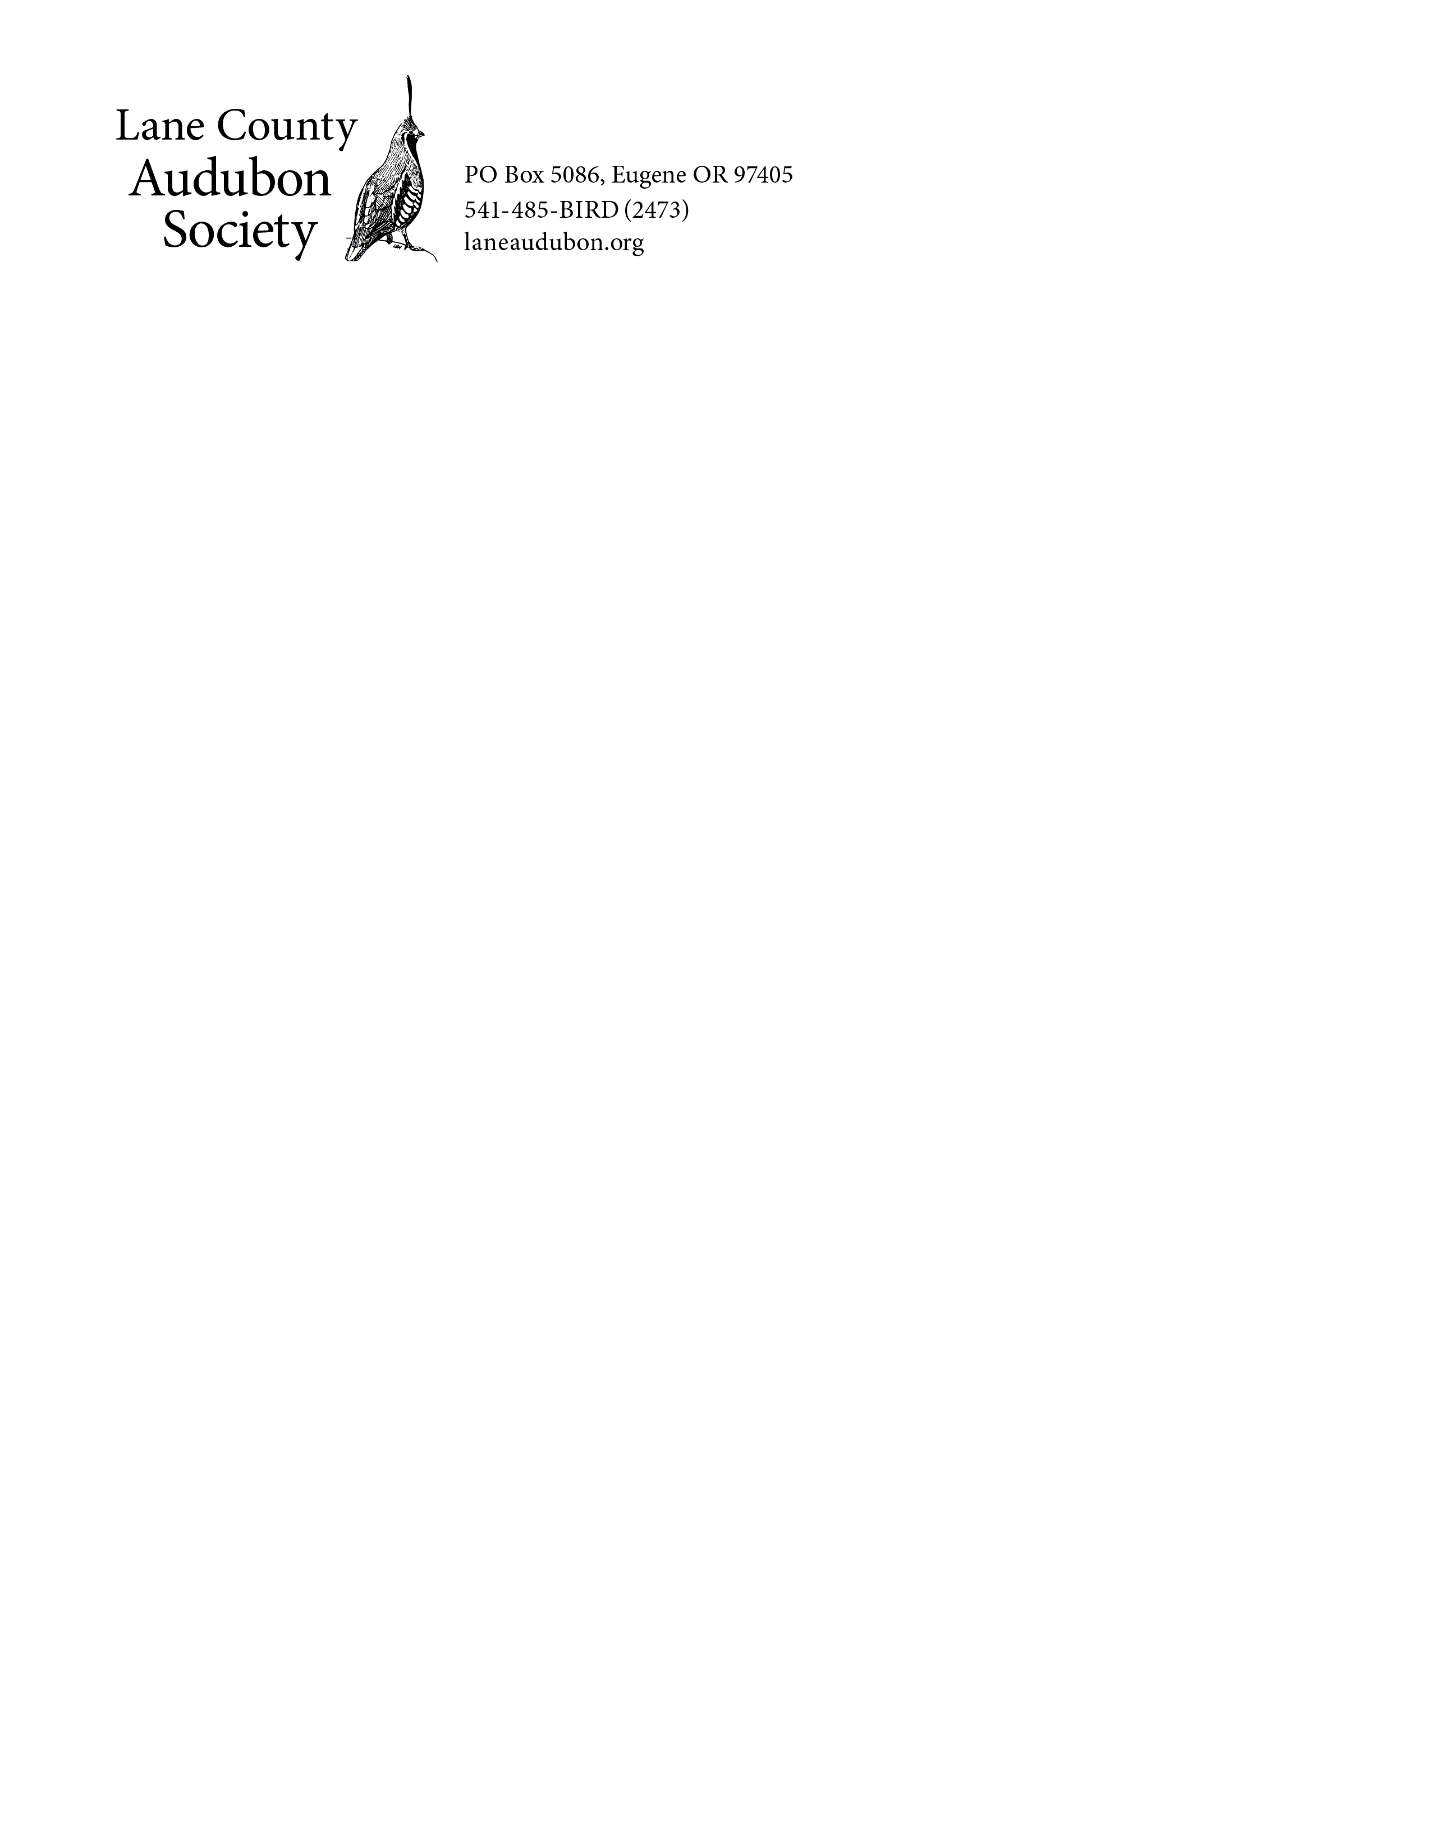 Lane County
Audubon
Society
PO Box 5086, Eugene OR 97405
541-485-BIRD (2473)
laneaudubon.org